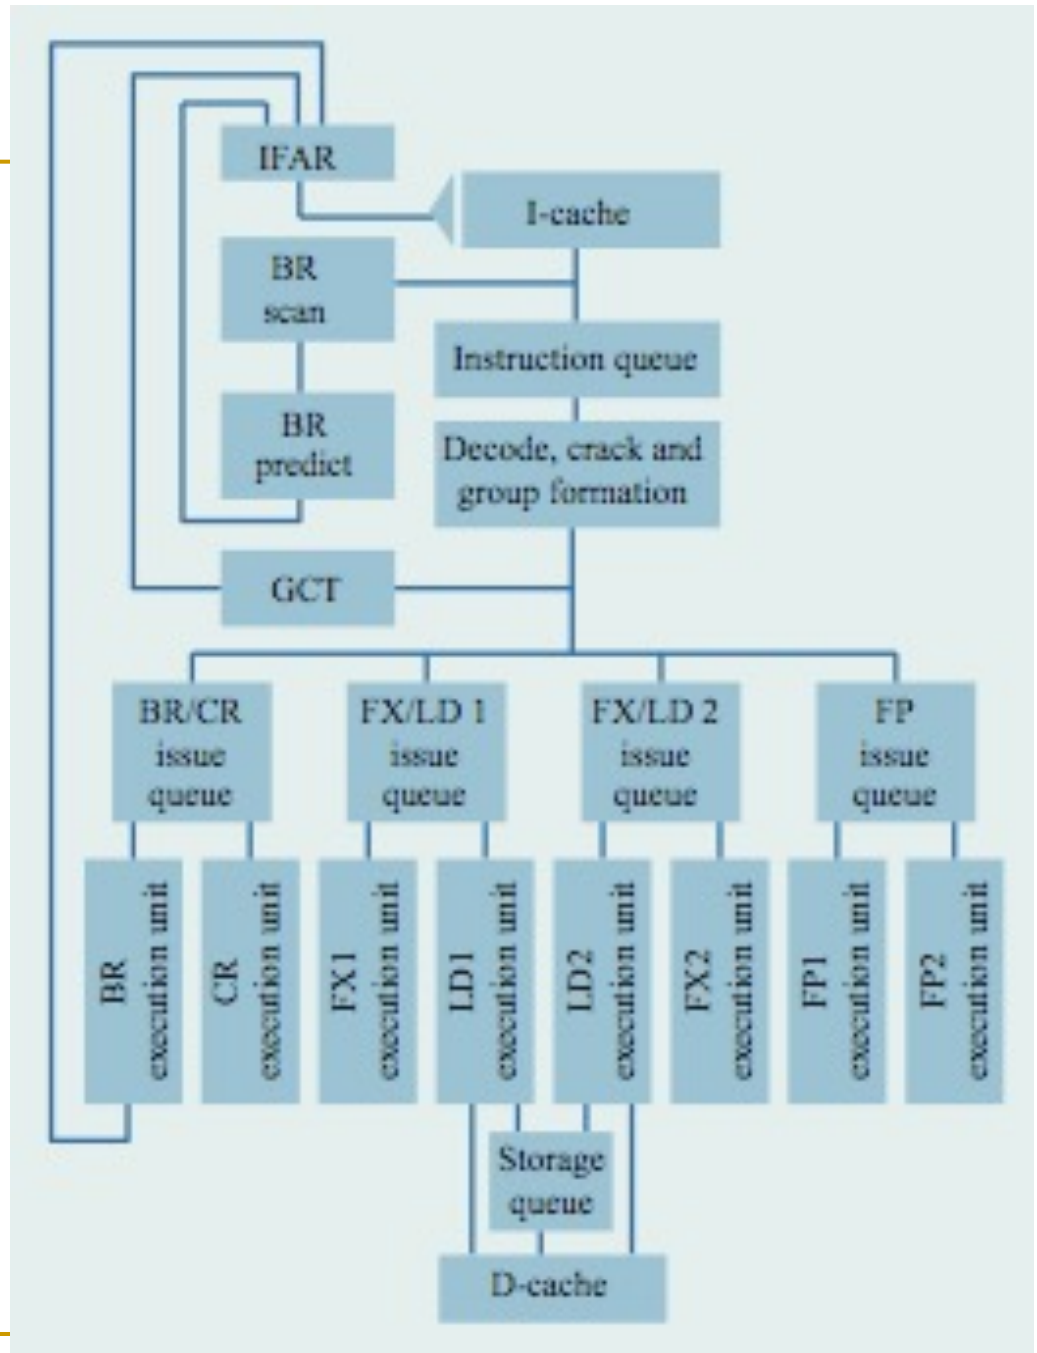 IFAR
I-cache
BR
scan
Instruction queue
BR
predict
Decode, crack and
group formation
GCT
BR/CR
issue
queue
FX/LD 1
issue
queue
FX/LD 2
issue
queue
FP
issue
queue
BR
execution unit
CR
execution unit
FX1
execution unit
LD1
execution unit
LD2
execution unit
FX2
execution unit
FP1
execution unit
FP2
execution unit
Storage
queue
D-cache